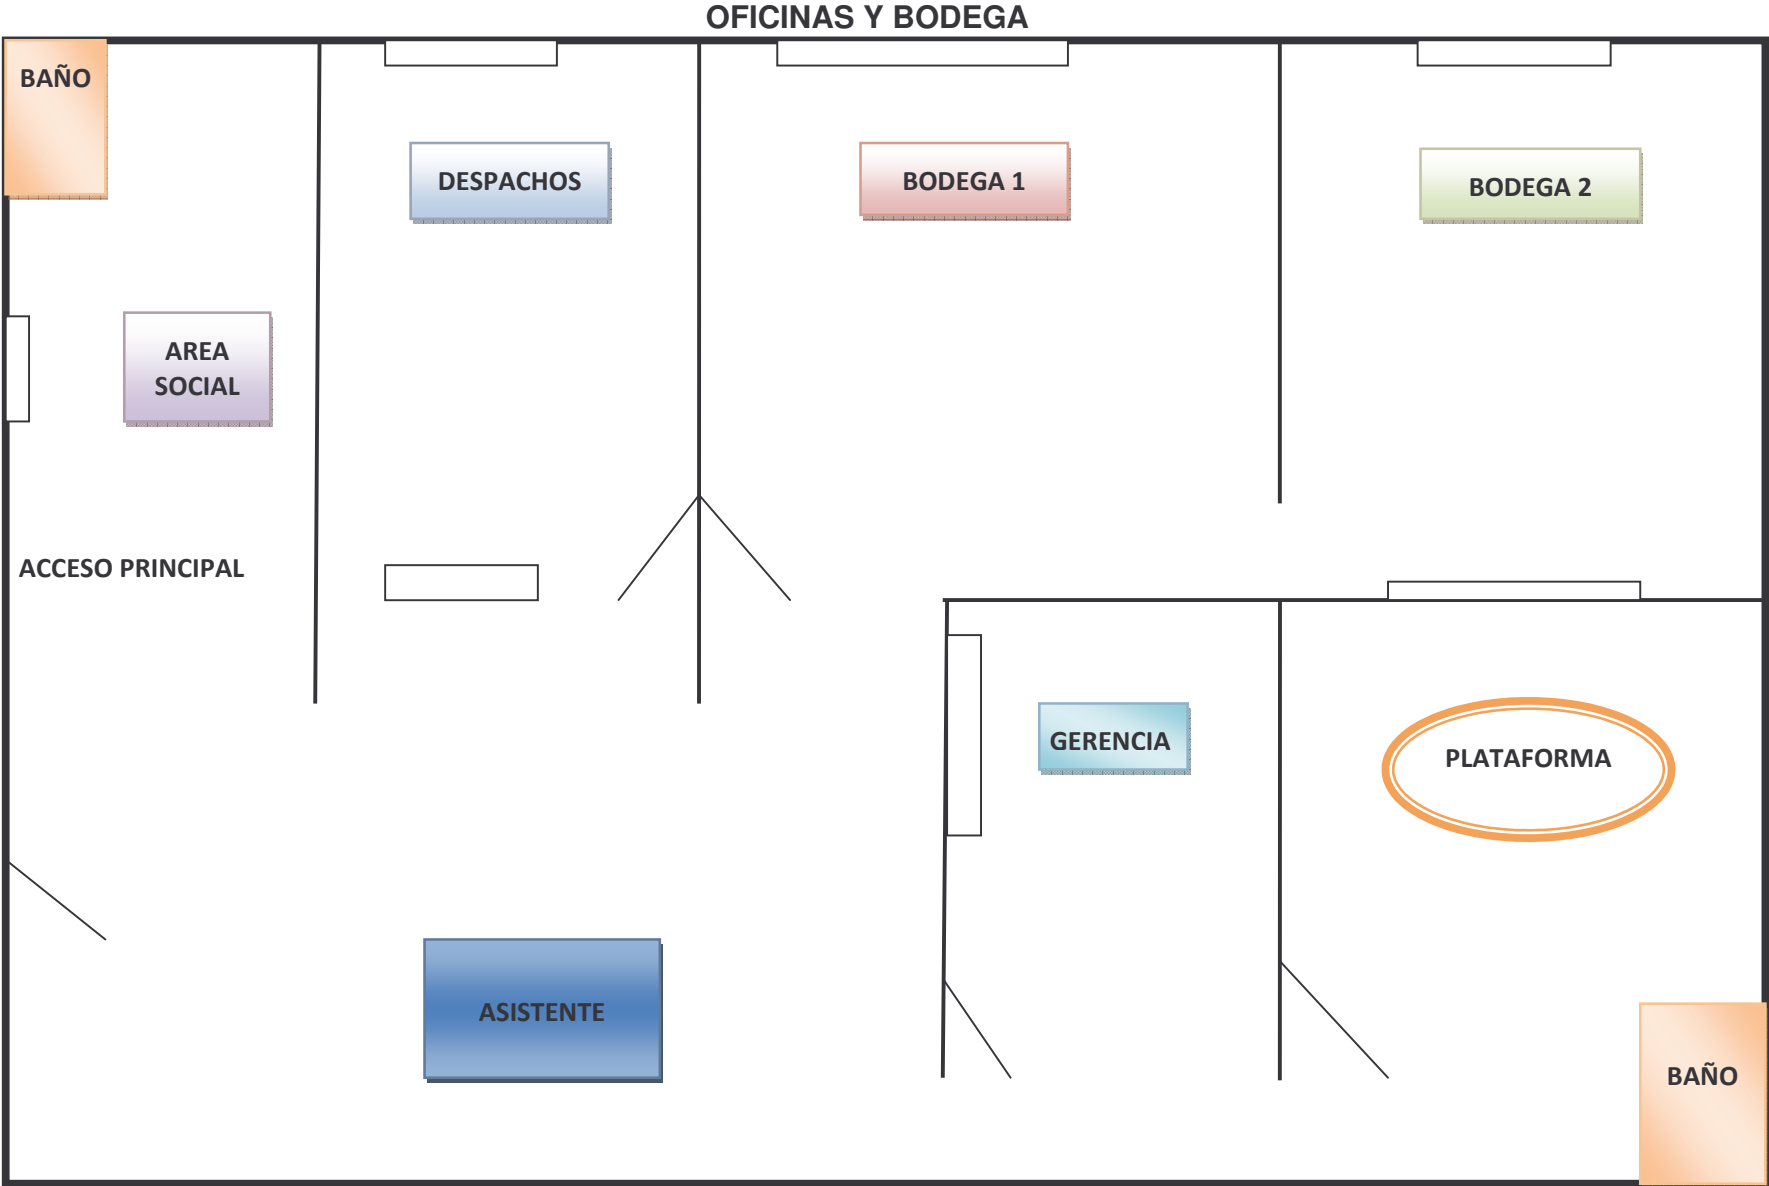 OFICINAS Y BODEGA
BAÑO
DESPACHOS
BODEGA 1
BODEGA 2
AREA
SOCIAL
ACCESO PRINCIPAL
GERENCIA
PLATAFORMA
ASISTENTE
BAÑO